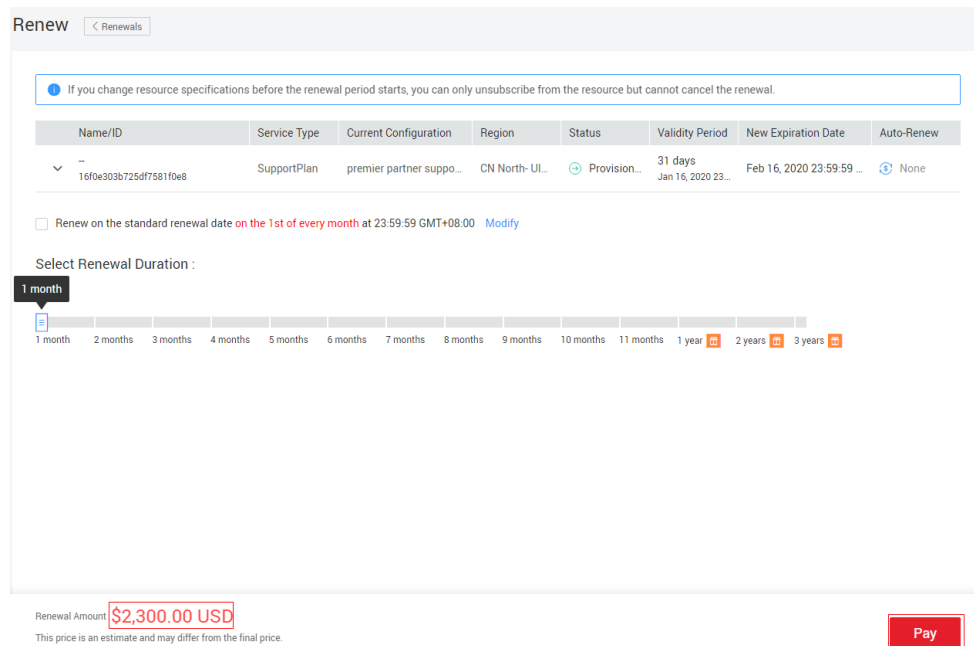 Renew < Renewals
If you change resource specifications before the renewal period starts, you can only unsubscribe from the resource but cannot cancel the renewal.
Name/ID Service Type Current Configuration Region Status Validity Period New Expiration Date Auto-Renew
--
16f0e303b725df7581f0e8 SupportPlan premier partner suppo... CN North- Ul... Provision... 31 days Feb 16, 2020 23:59:59 ... None
Jan 16, 2020 23...
Renew on the standard renewal date on the 1st of every month at 23:59:59 GMT+08:00 Modify
Select Renewal Duration :
1 month
1 month 2 months 3 months 4 months 5 months 6 months 7 months 8 months 9 months 10 months 11 months 1 year 2 years 3 years
Renewal Amount $2,300.00 USD
This price is an estimate and may differ from the final price.
Pay